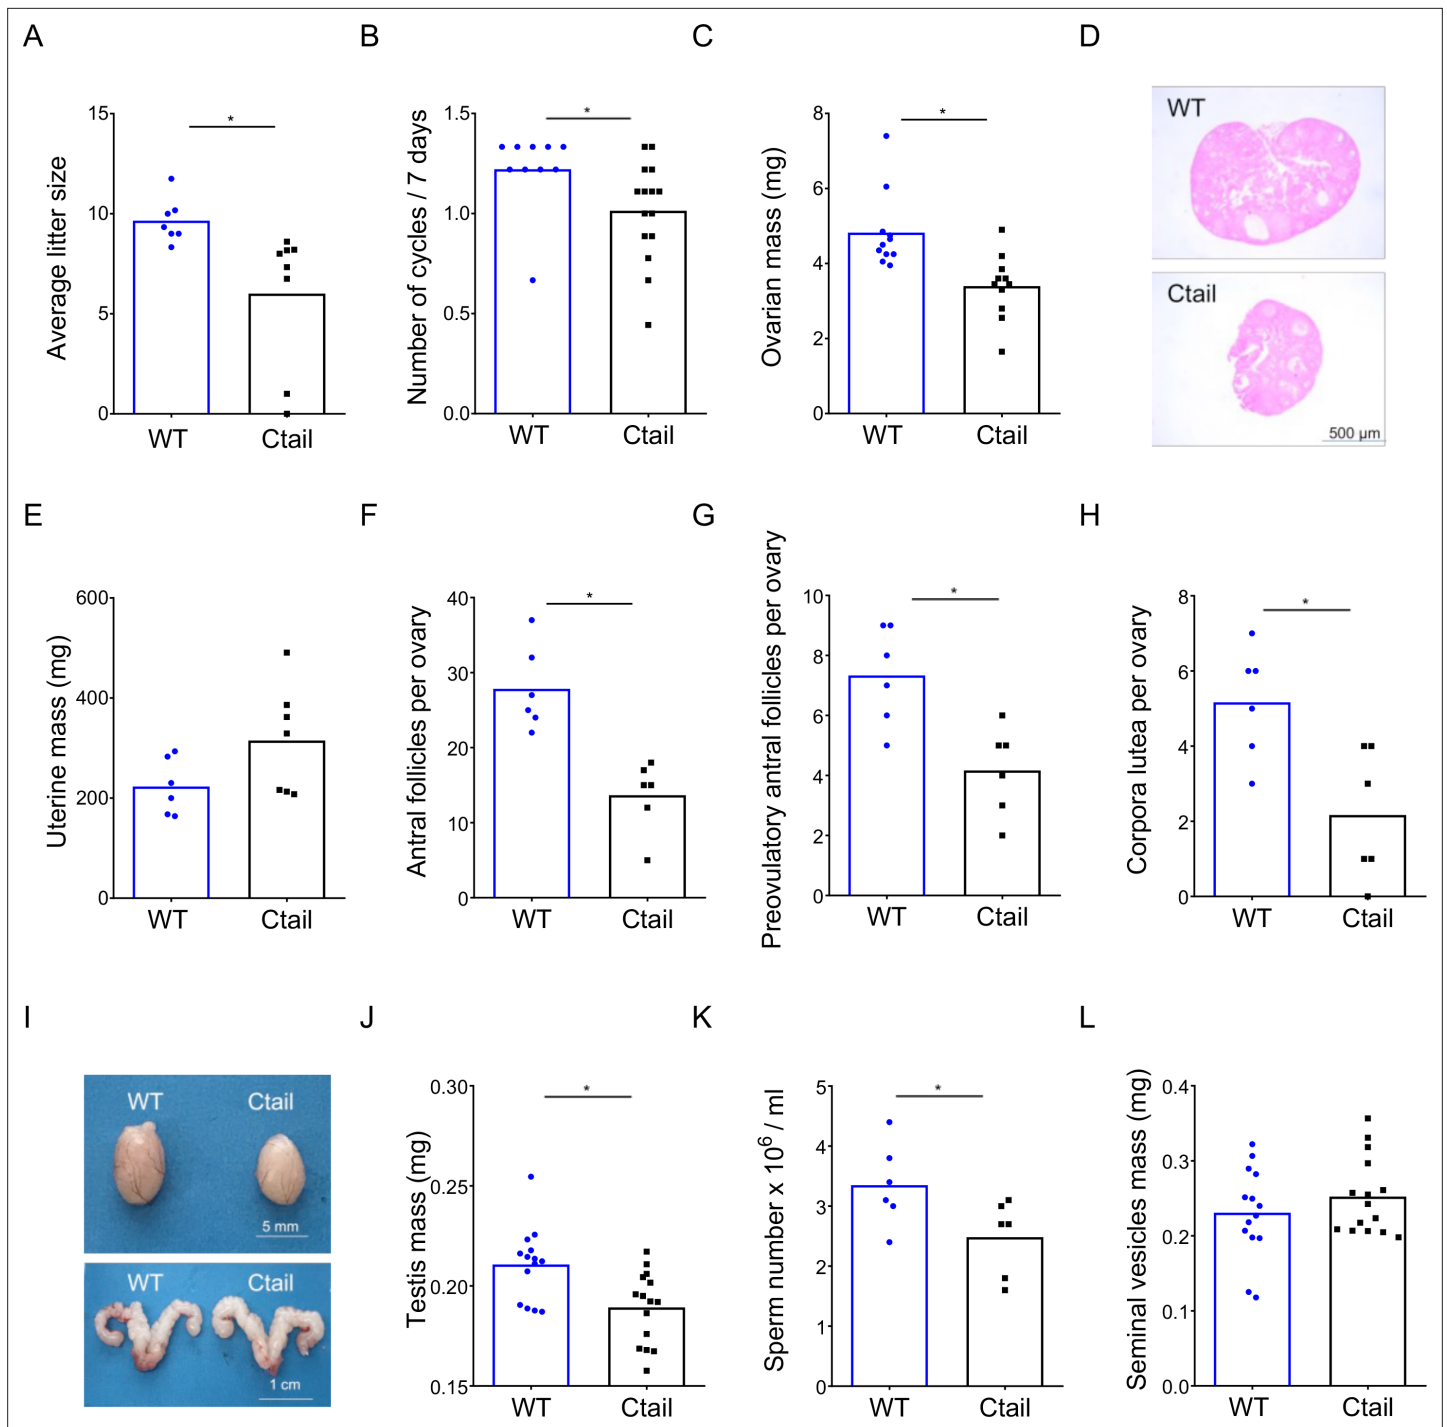 A
B
C
D
Average litter size
15
10
5
0
*
WT
Ctail
Number of cycles / 7 days
1.5
1.0
0.5
0.0
*
WT
Ctail
Ovarian mass (mg)
8
6
4
2
0
*
WT
Ctail
WT
Ctail
500 µm
E
F
G
H
Uterine mass (mg)
600
400
200
0
WT
Ctail
Antral follicles per ovary
40
30
20
10
0
*
WT
Ctail
Preovulatory antral follicles per ovary
10
8
6
4
2
0
*
WT
Ctail
Corpora lutea per ovary
8
6
4
2
0
*
WT
Ctail
I
J
K
L
WT Ctail
5 mm
WT Ctail
1 cm
Testis mass (mg)
0.30
0.25
0.20
0.15
*
WT
Ctail
Sperm number x 10⁶ / ml
5
4
3
2
1
0
*
WT
Ctail
Seminal vesicles mass (mg)
0.4
0.3
0.2
0.1
0.0
WT
Ctail